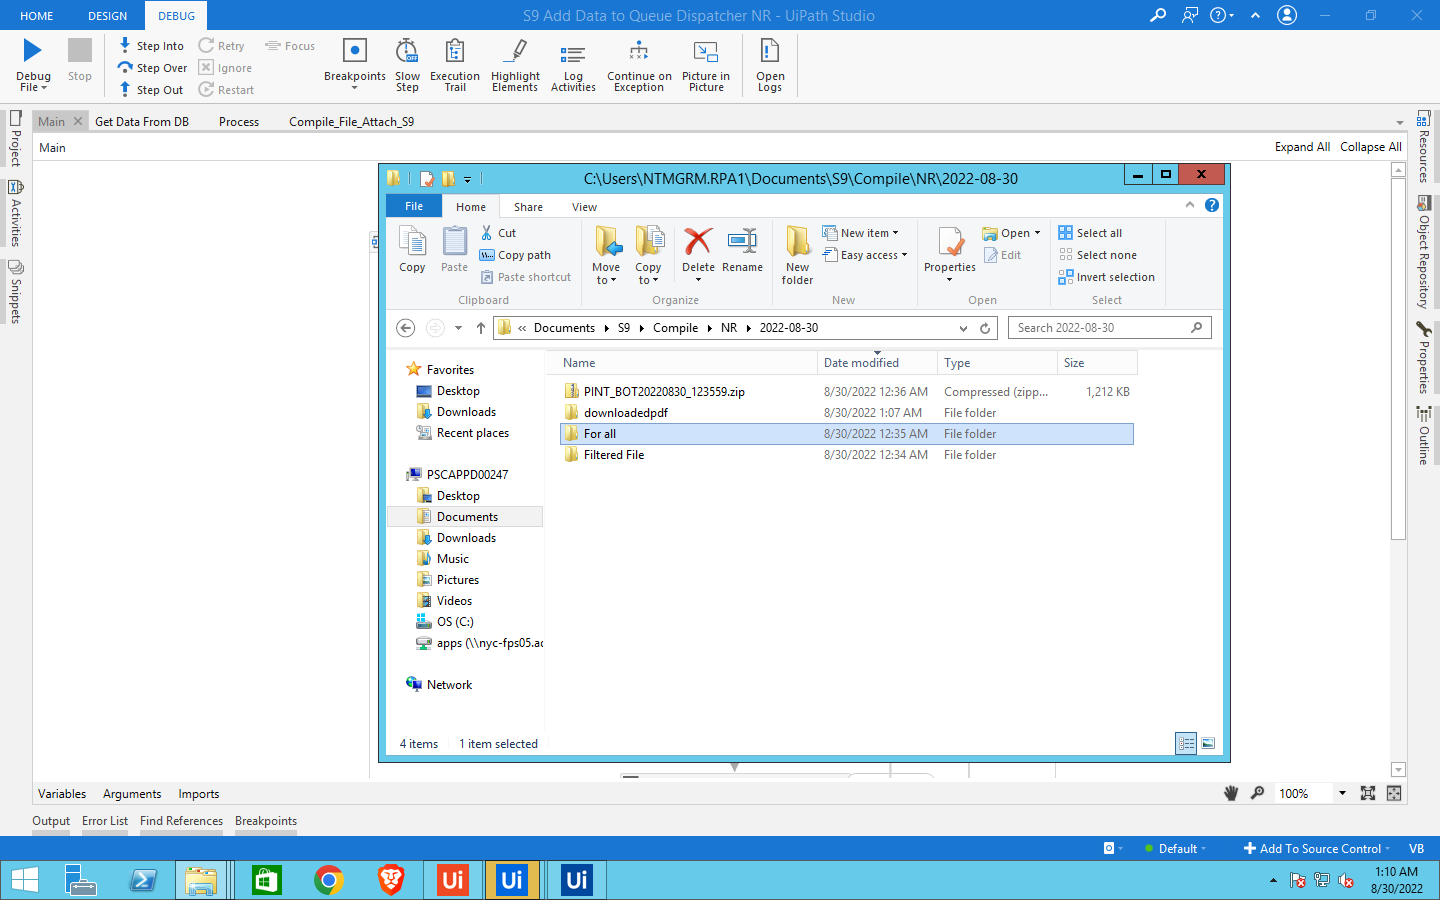 HOME DESIGN DEBUG S9 Add Data to Queue Dispatcher NR - UiPath Studio
Debug File Stop Step Into Step Over Step Out Retry Ignore Restart Focus Breakpoints Slow Step Execution Trail Highlight Elements Log Activities Continue on Exception Picture in Picture Open Logs
Main Get Data From DB Process Compile_File_Attach_S9
Main Expand All Collapse All
Project
Activities
Snippets
Resources
Object Repository
Properties
Outline
C:\Users\NTMGRM.RPA1\Documents\S9\Compile\NR\2022-08-30
File Home Share View
Copy Paste Cut Copy path Paste shortcut
Move to Copy to Delete Rename
New folder New item Easy access
Properties Open Edit
Select all Select none Invert selection
Clipboard Organize New Open Select
« Documents S9 Compile NR 2022-08-30 Search 2022-08-30
Name Date modified Type Size
PINT_BOT20220830_123559.zip 8/30/2022 12:36 AM Compressed (zipp... 1,212 KB
downloadedpdf 8/30/2022 1:07 AM File folder
For all 8/30/2022 12:35 AM File folder
Filtered File 8/30/2022 12:34 AM File folder
Favorites
Desktop
Downloads
Recent places
PSCAPPD00247
Desktop
Documents
Downloads
Music
Pictures
Videos
OS (C:)
apps (\\nyc-fps05.ac
Network
4 items 1 item selected
Variables Arguments Imports 100%
Output Error List Find References Breakpoints
Default Add To Source Control VB
Ui Ui Ui
1:10 AM
8/30/2022